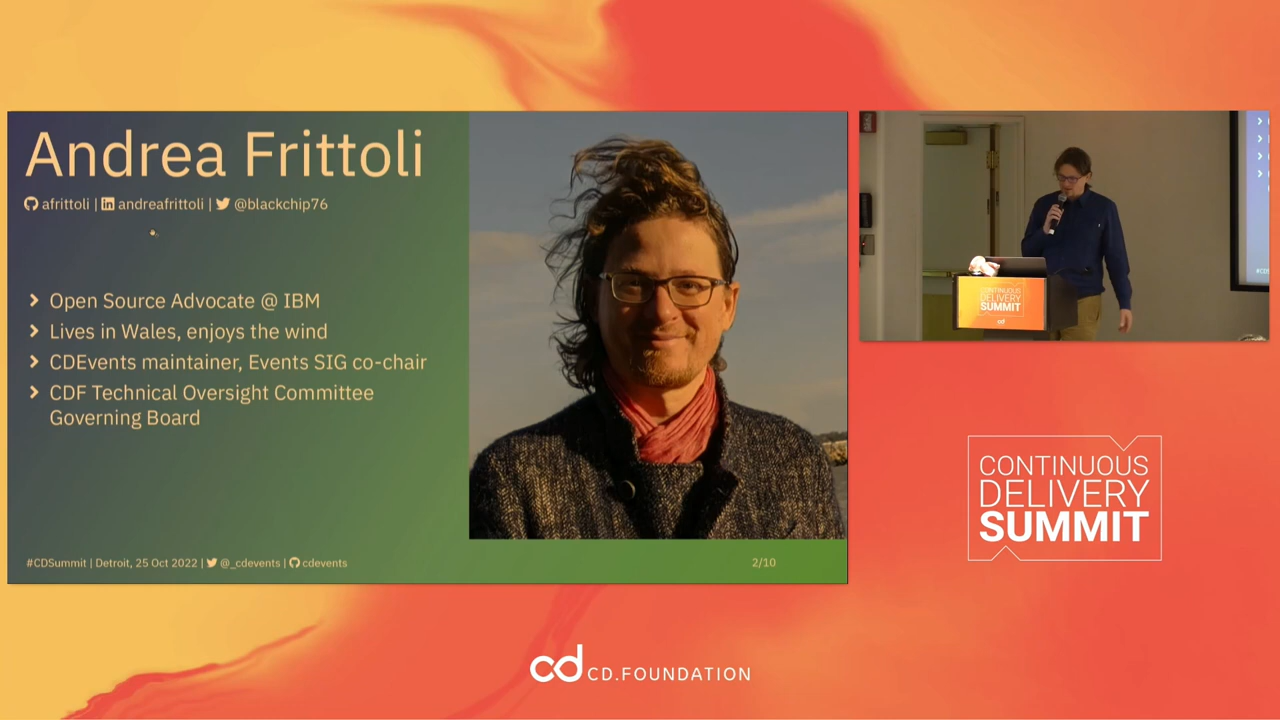 Andrea Frittoli
afrittoli | andreafrittoli | @blackchip76
Open Source Advocate @ IBM
Lives in Wales, enjoys the wind
CDEvents maintainer, Events SIG co-chair
CDF Technical Oversight Committee
Governing Board
#CDSummit | Detroit, 25 Oct 2022 | @_cdevents | cdevents
2/10
CONTINUOUS
DELIVERY
SUMMIT
cd
CONTINUOUS
DELIVERY
SUMMIT
cd CD.FOUNDATION